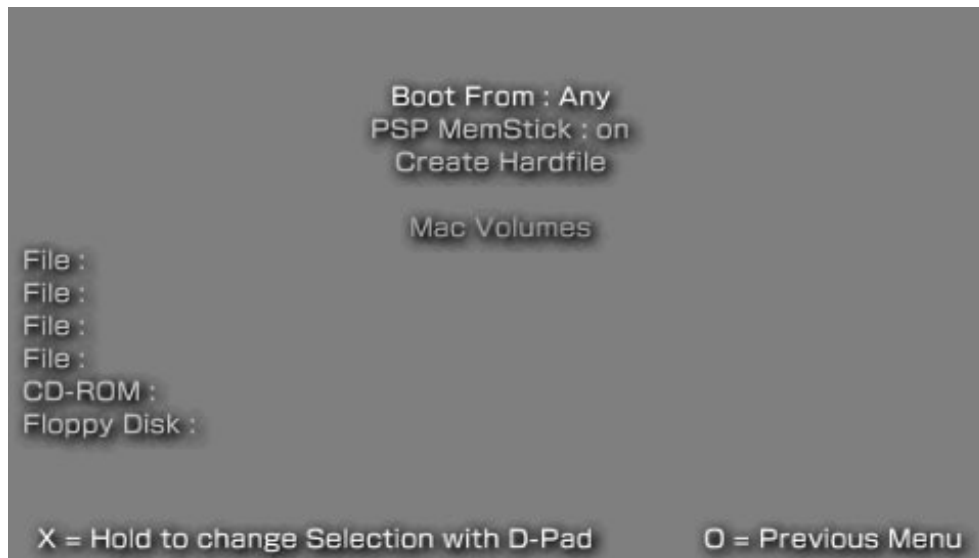 Boot From : Any
PSP MemStick : on
Create Hardfile
Mac Volumes
File :
File :
File :
File :
CD-ROM :
Floppy Disk :
X = Hold to change Selection with D-Pad O = Previous Menu